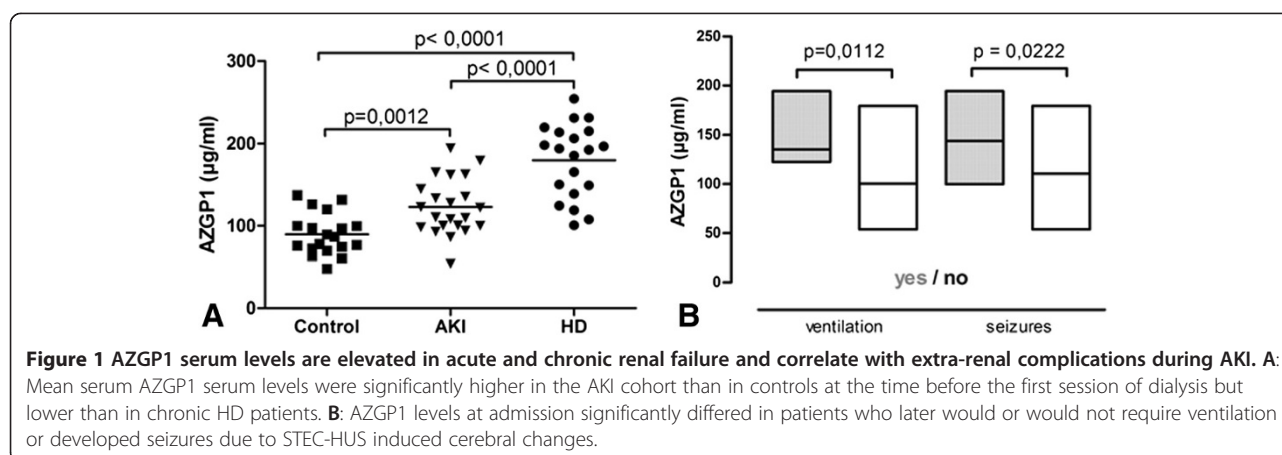 p< 0,0001
p< 0,0001
p=0,0012
300
200
100
0
AZGP1 (µg/ml)
Control AKI HD
A
p=0,0112 p = 0,0222
250
200
150
100
50
0
AZGP1 (µg/ml)
yes / no
ventilation seizures
B
Figure 1 AZGP1 serum levels are elevated in acute and chronic renal failure and correlate with extra-renal complications during AKI. A:
Mean serum AZGP1 serum levels were significantly higher in the AKI cohort than in controls at the time before the first session of dialysis but
lower than in chronic HD patients. B: AZGP1 levels at admission significantly differed in patients who later would or would not require ventilation
or developed seizures due to STEC-HUS induced cerebral changes.